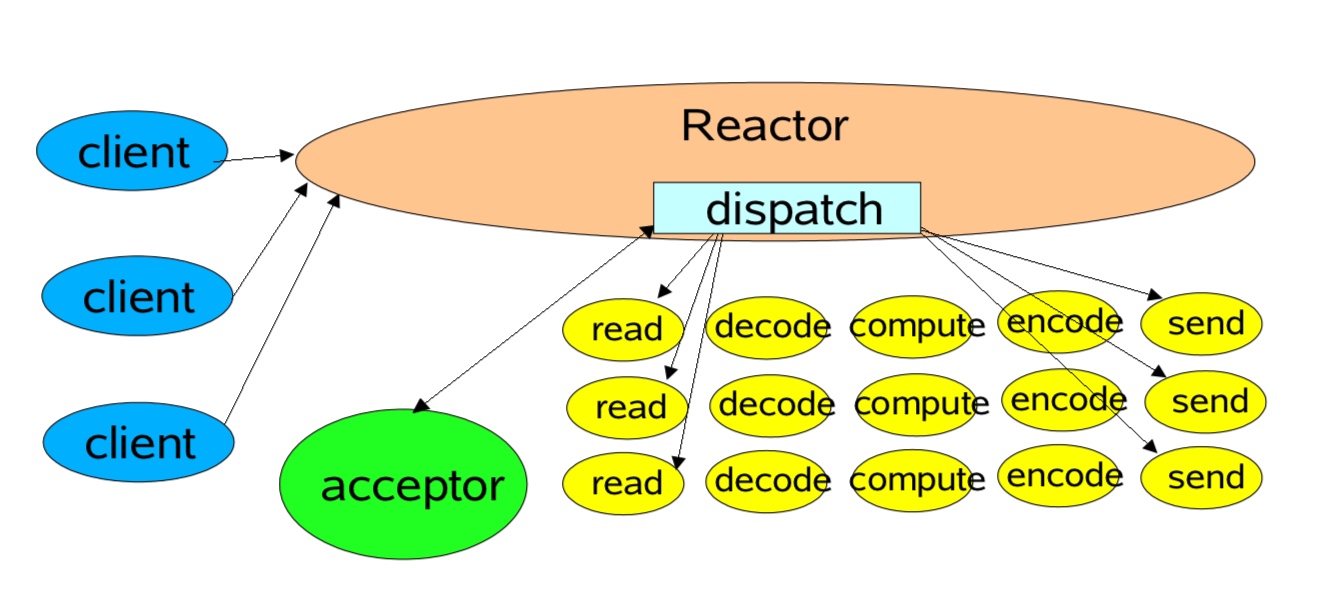 Reactor
client
dispatch
client
client
acceptor
read decode compute encode send
read decode compute encode send
read decode compute encode send